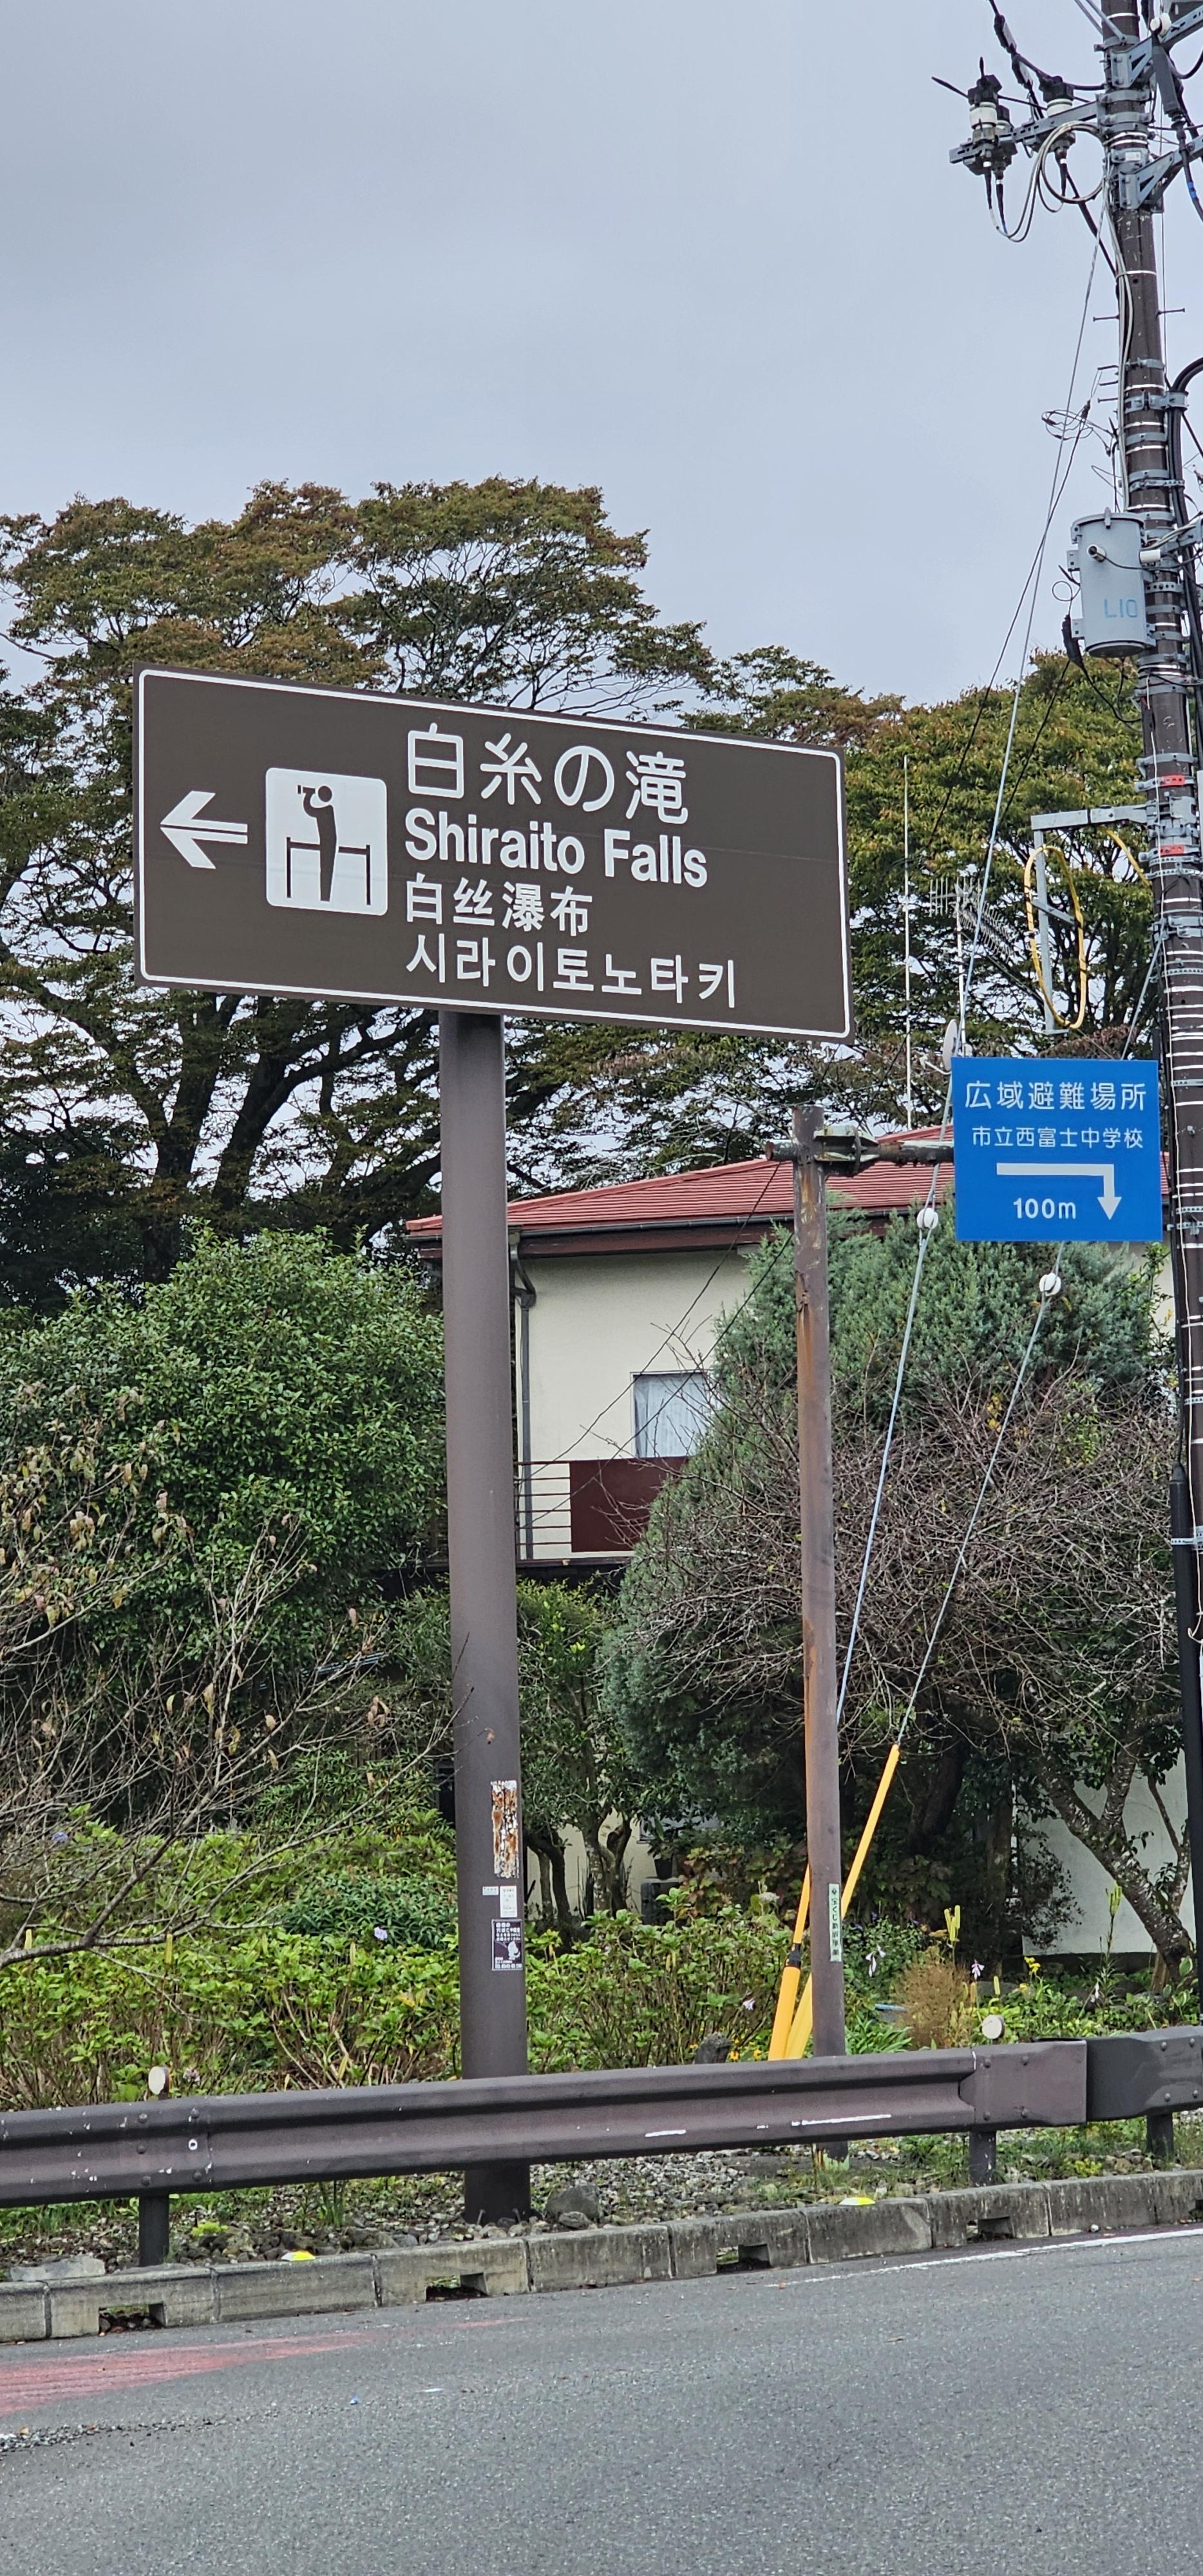 白糸の滝
Shiraito Falls
白丝瀑布
시라이토노타키
広域避難場所
市立西富士中学校
100m
L10